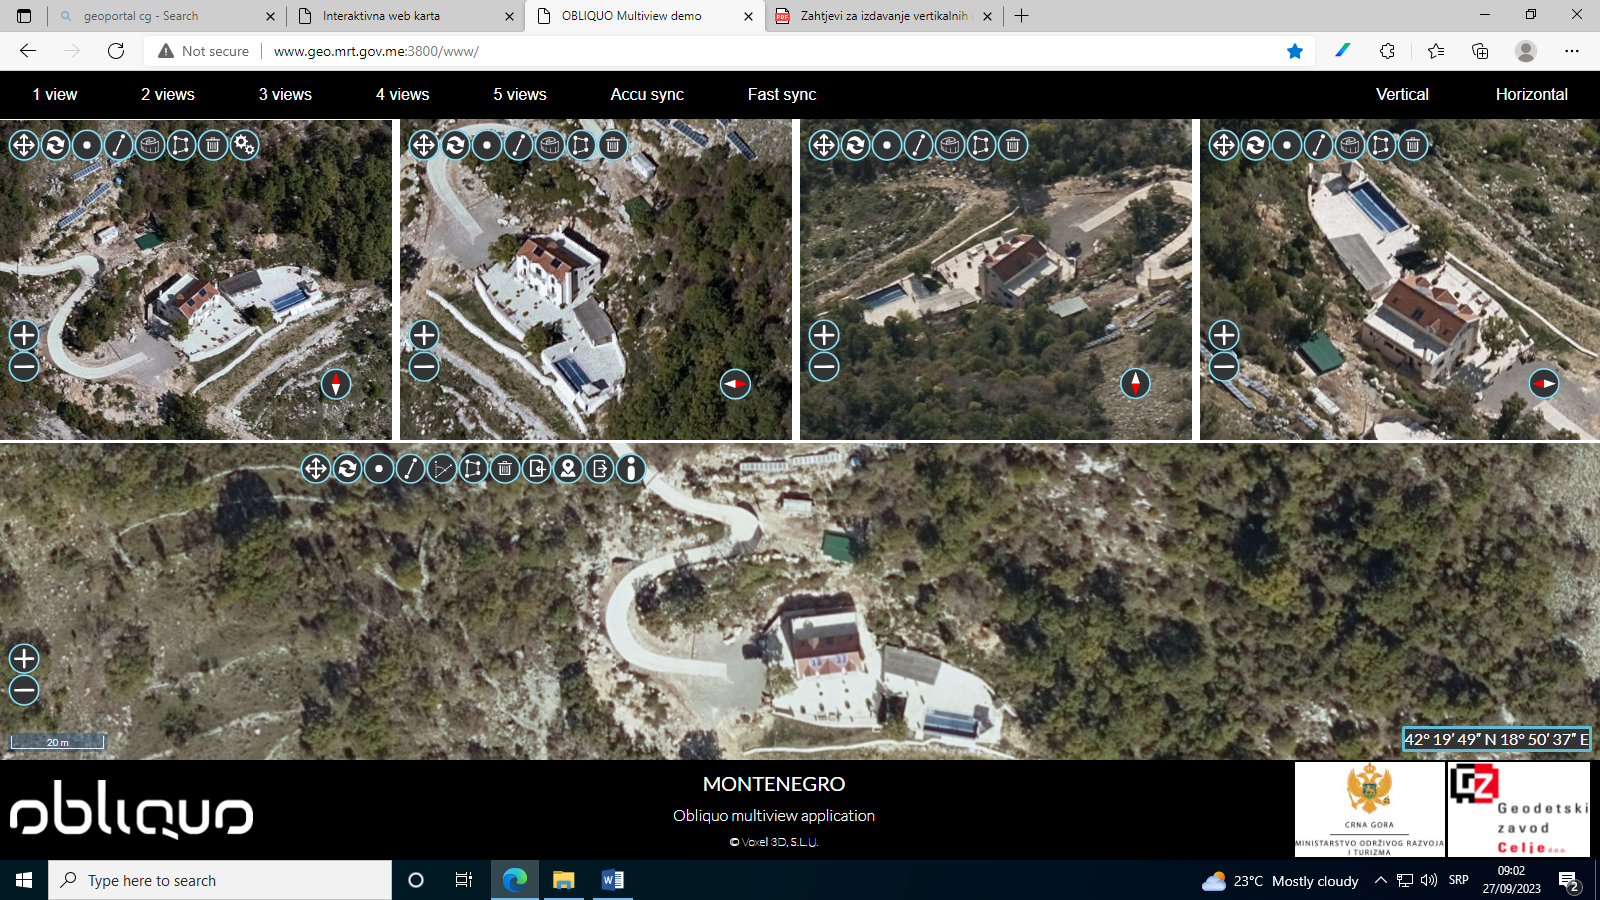 geoportal cg - Search
Interaktivna web karta
OBLIQUO Multiview demo
PDF
Zahtjevi za izdavanje vertikalnih
Not secure
www.geo.mrt.gov.me:3800/www/
1 view
2 views
3 views
4 views
5 views
Accu sync
Fast sync
Vertical
Horizontal
20 m
42° 19′ 49″ N 18° 50′ 37″ E
obliquo
MONTENEGRO
Obliquo multiview application
© Voxel 3D, S.L.U.
CRNA GORA
MINISTARSTVO ODRŽIVOG RAZVOJA
I TURIZMA
GZ
Geodetski
zavod
Celje d.o.o.
Type here to search
W
23°C Mostly cloudy
SRP
09:02
27/09/2023
2